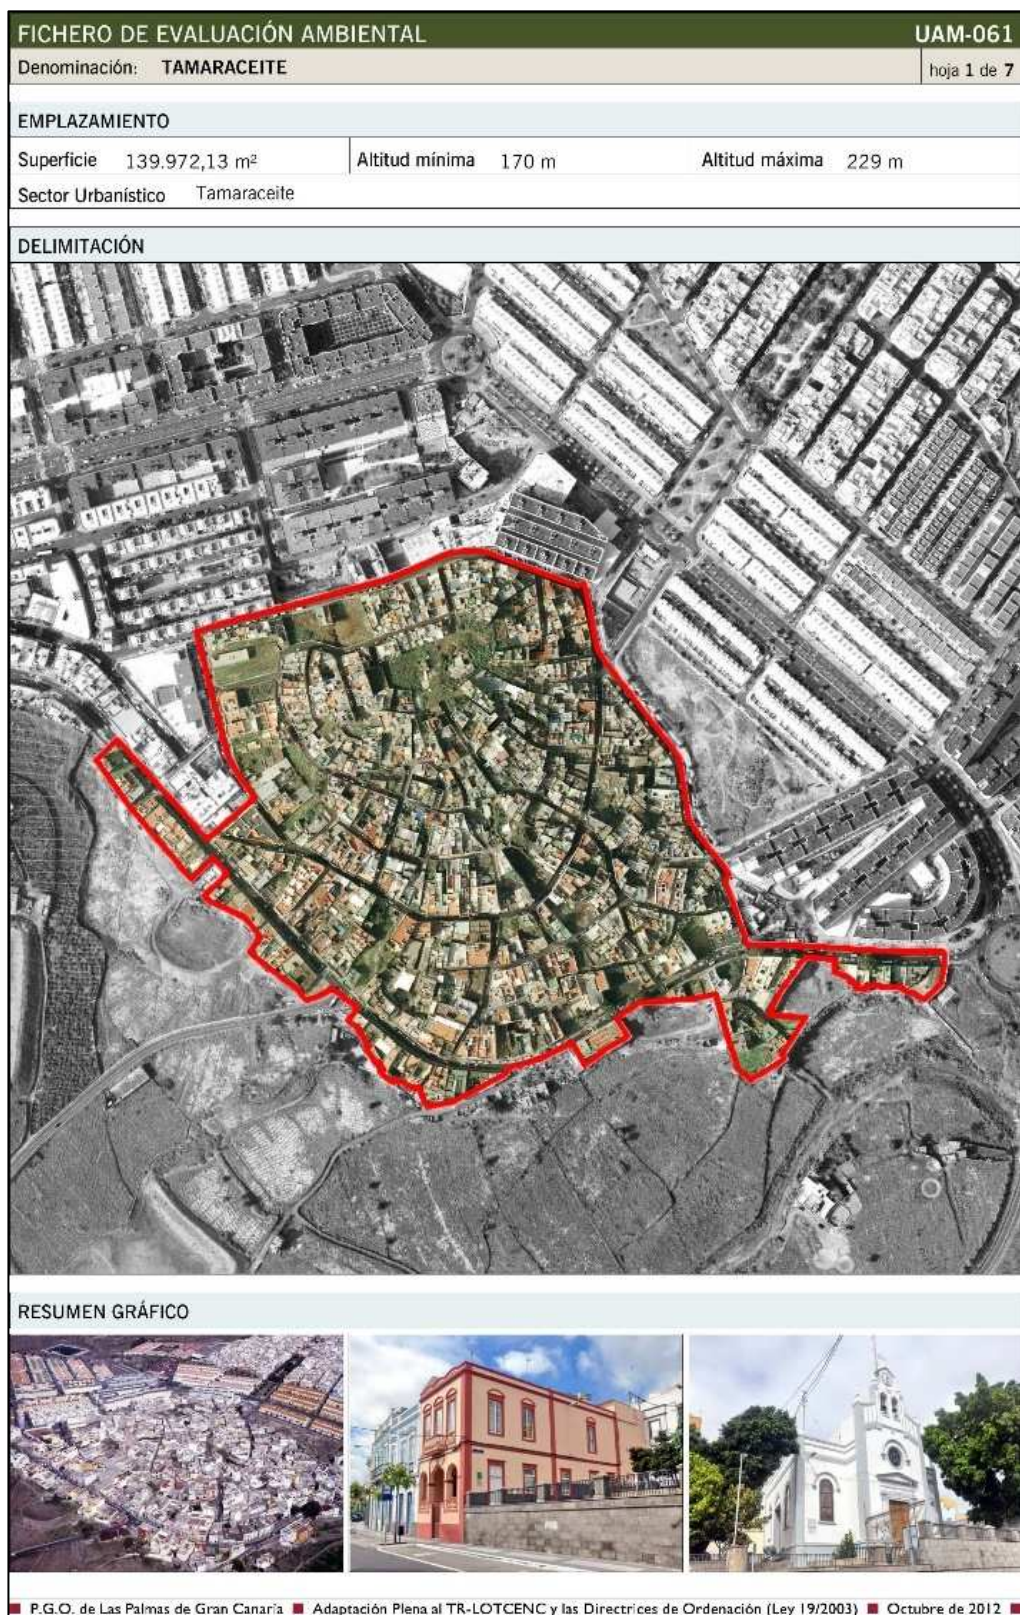 FICHERO DE EVALUACIÓN AMBIENTAL UAM-061
Denominación: TAMARACEITE hoja 1 de 7
EMPLAZAMIENTO
Superficie 139.972,13 m² Altitud mínima 170 m Altitud máxima 229 m
Sector Urbanístico Tamaraceite
DELIMITACIÓN
RESUMEN GRÁFICO
■ P.G.O. de Las Palmas de Gran Canaria ■ Adaptación Plena al TR-LOTCENC y las Directrices de Ordenación (Ley 19/2003) ■ Octubre de 2012 ■